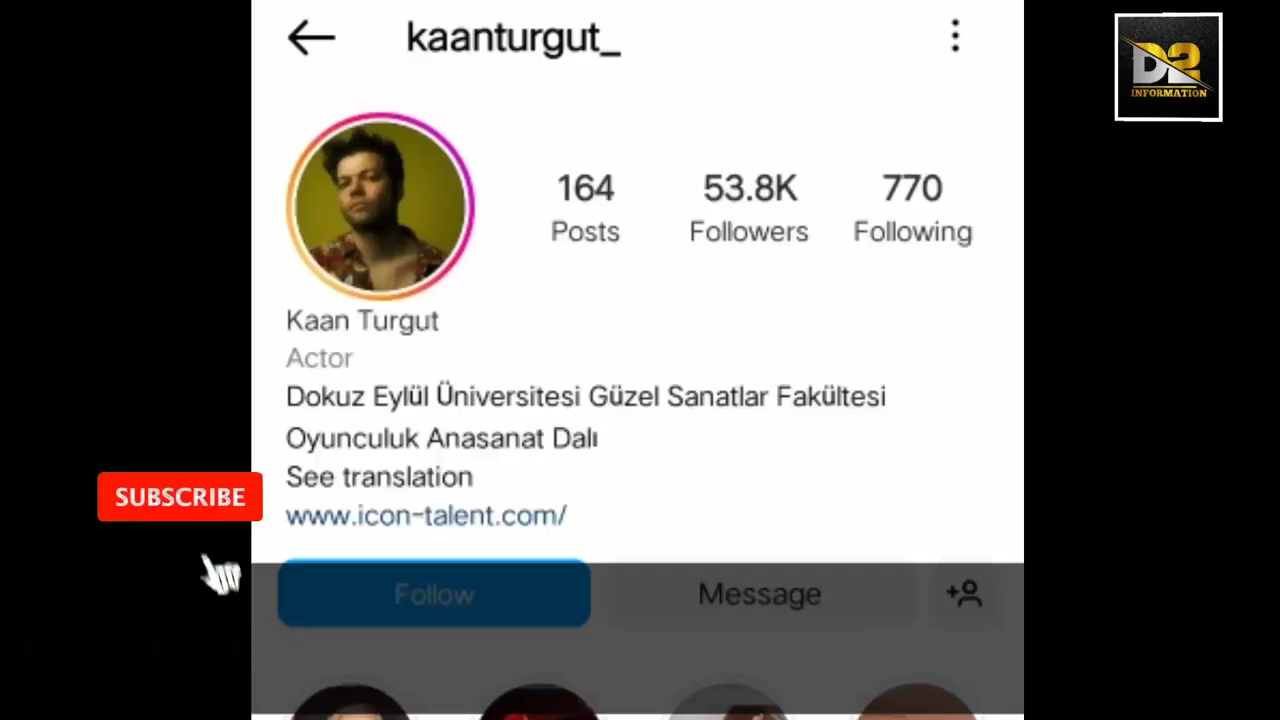 kaanturgut_
D2
INFORMATION
164
Posts
53.8K
Followers
770
Following
Kaan Turgut
Actor
Dokuz Eylül Üniversitesi Güzel Sanatlar Fakültesi
Oyunculuk Anasanat Dalı
See translation
www.icon-talent.com/
SUBSCRIBE
Follow
Message